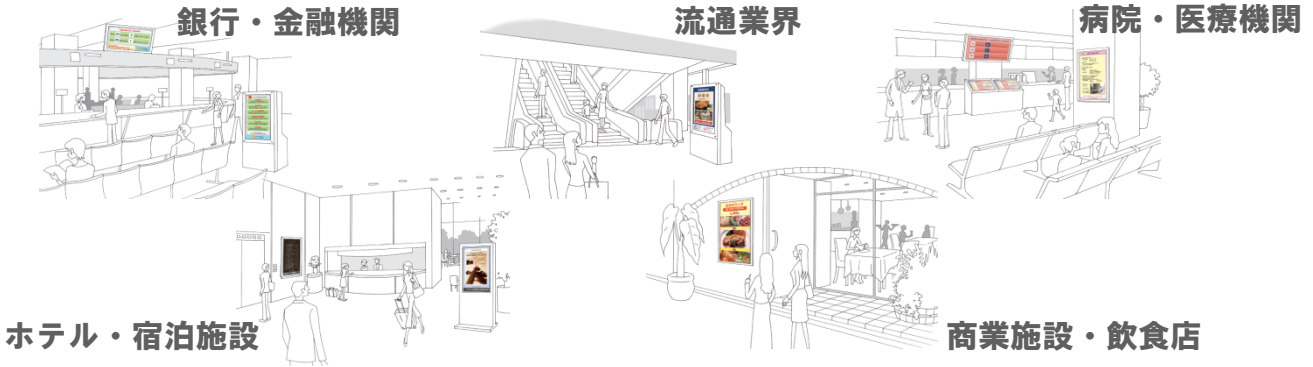 銀行・金融機関
流通業界
病院・医療機関
ホテル・宿泊施設
商業施設・飲食店